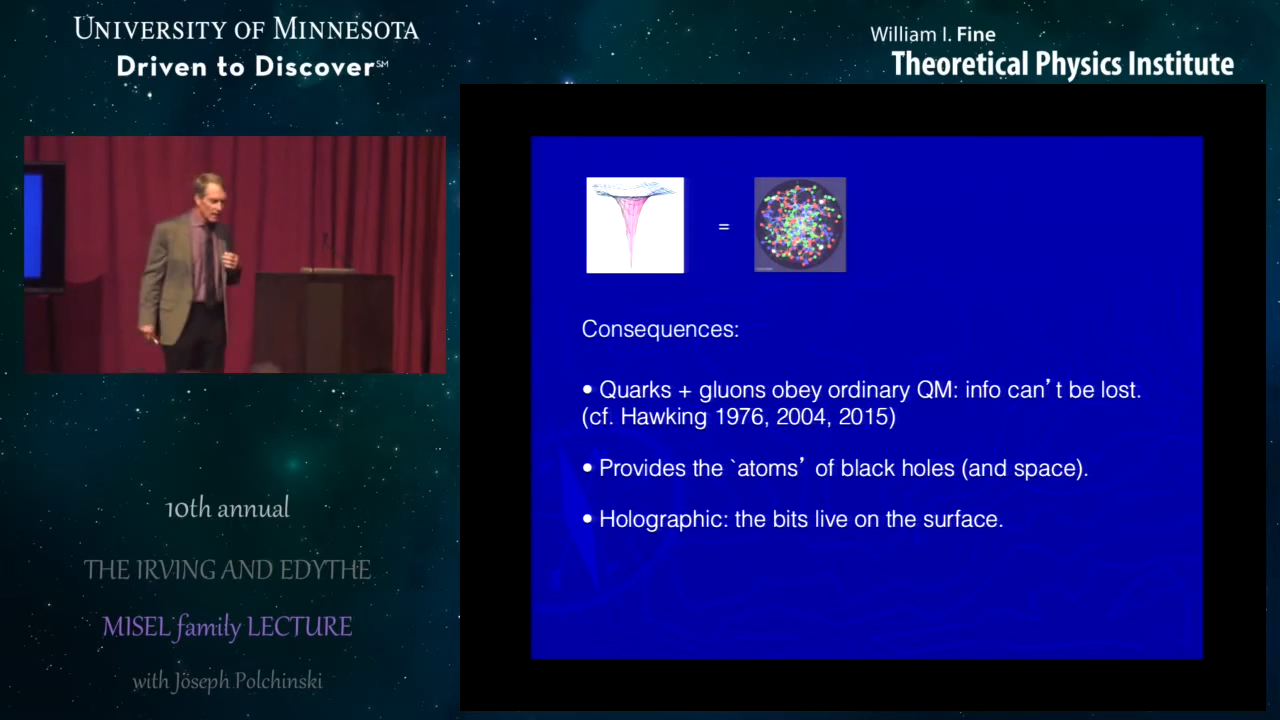 UNIVERSITY OF MINNESOTA
Driven to Discover℠
William I. Fine
Theoretical Physics Institute
=
Consequences:
• Quarks + gluons obey ordinary QM: info can’t be lost.
(cf. Hawking 1976, 2004, 2015)
• Provides the `atoms’ of black holes (and space).
• Holographic: the bits live on the surface.
10th annual
THE IRVING AND EDYTHE
MISEL family LECTURE
with Joseph Polchinski